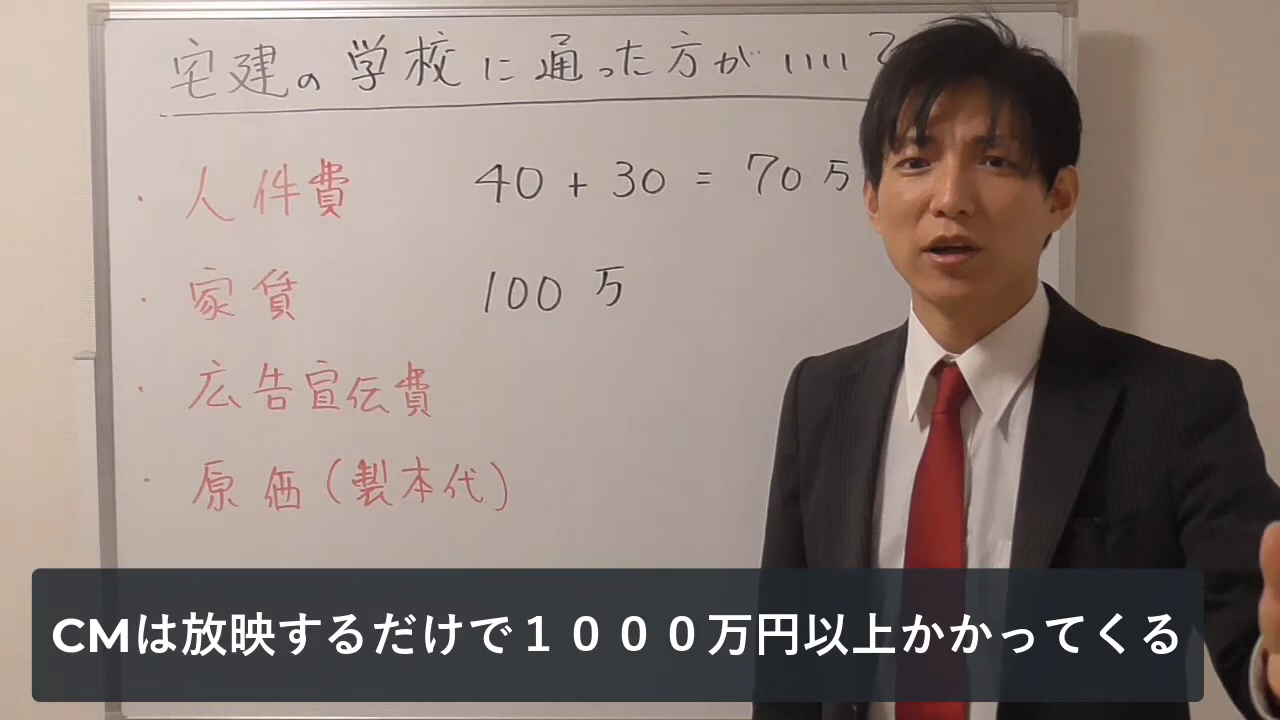 宅建の学校に通った方がいい?
・人件費 40+30=70万
・家賃 100万
・広告宣伝費
・原価(製本代)
CMは放映するだけで１０００万円以上かかってくる